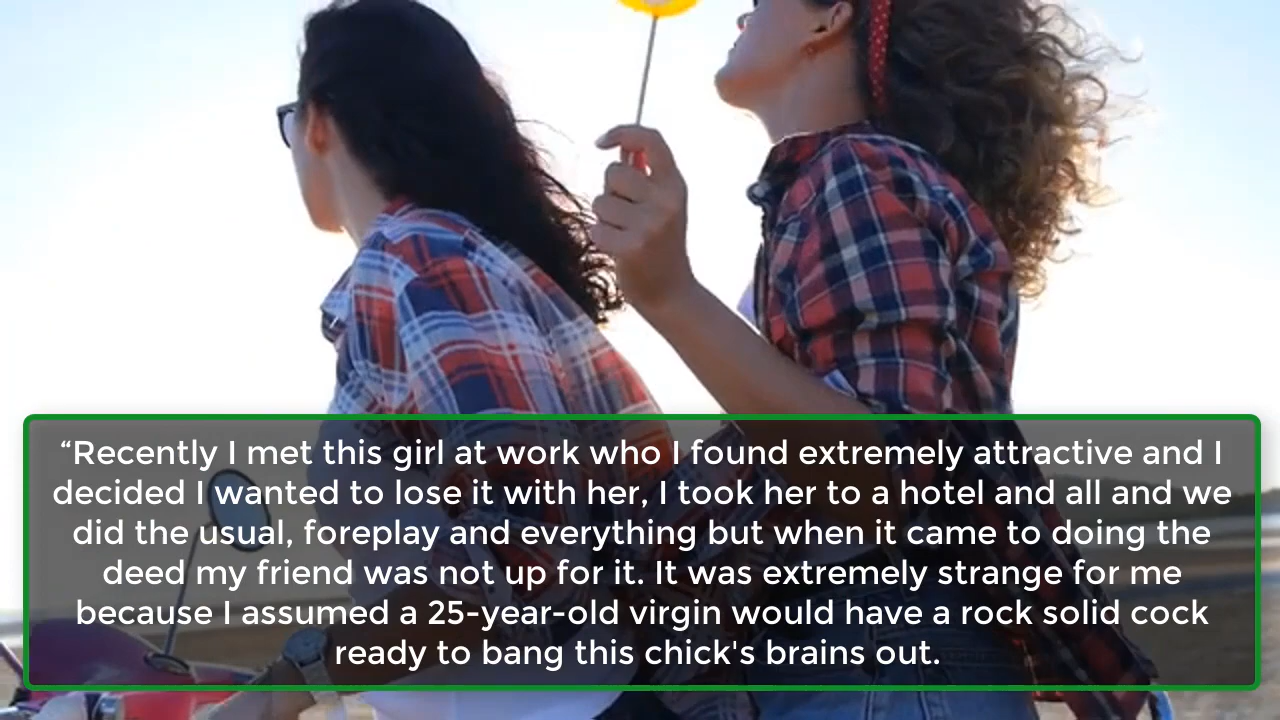 “Recently I met this girl at work who I found extremely attractive and I
decided I wanted to lose it with her, I took her to a hotel and all and we
did the usual, foreplay and everything but when it came to doing the
deed my friend was not up for it. It was extremely strange for me
because I assumed a 25-year-old virgin would have a rock solid cock
ready to bang this chick's brains out.